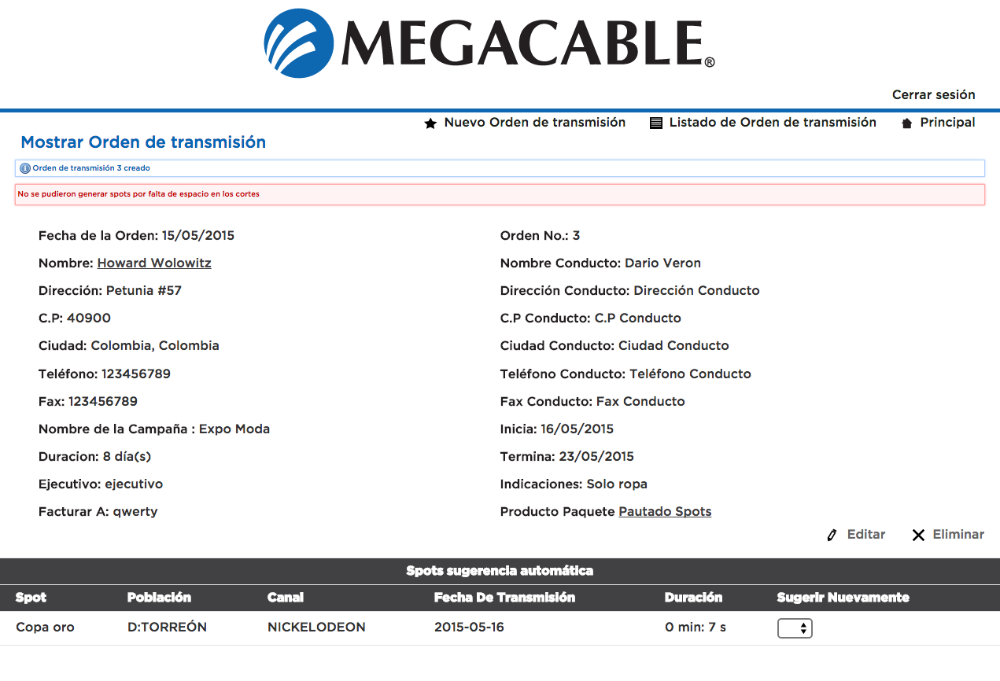 MEGACABLE®
Cerrar sesión
Nuevo Orden de transmisión Listado de Orden de transmisión Principal
Mostrar Orden de transmisión
Orden de transmisión 3 creado
No se pudieron generar spots por falta de espacio en los cortes
Fecha de la Orden: 15/05/2015 Orden No.: 3
Nombre: Howard Wolowitz Nombre Conducto: Dario Veron
Dirección: Petunia #57 Dirección Conducto: Dirección Conducto
C.P: 40900 C.P Conducto: C.P Conducto
Ciudad: Colombia, Colombia Ciudad Conducto: Ciudad Conducto
Teléfono: 123456789 Teléfono Conducto: Teléfono Conducto
Fax: 123456789 Fax Conducto: Fax Conducto
Nombre de la Campaña : Expo Moda Inicia: 16/05/2015
Duracion: 8 día(s) Termina: 23/05/2015
Ejecutivo: ejecutivo Indicaciones: Solo ropa
Facturar A: qwerty Producto Paquete Pautado Spots
Editar Eliminar
Spots sugerencia automática
Spot Población Canal Fecha De Transmisión Duración Sugerir Nuevamente
Copa oro D:TORREÓN NICKELODEON 2015-05-16 0 min: 7 s